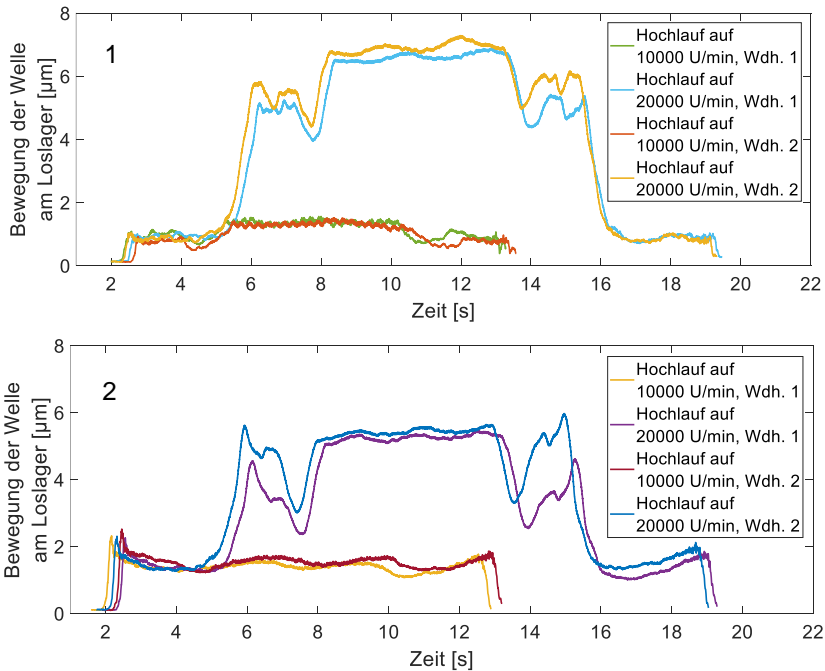 8
6
4
2
0
Bewegung der Welle
am Loslager [µm]
1
Hochlauf auf
10000 U/min, Wdh. 1
Hochlauf auf
20000 U/min, Wdh. 1
Hochlauf auf
10000 U/min, Wdh. 2
Hochlauf auf
20000 U/min, Wdh. 2
2 4 6 8 10 12 14 16 18 20 22
Zeit [s]
8
6
4
2
0
Bewegung der Welle
am Loslager [µm]
2
Hochlauf auf
10000 U/min, Wdh. 1
Hochlauf auf
20000 U/min, Wdh. 1
Hochlauf auf
10000 U/min, Wdh. 2
Hochlauf auf
20000 U/min, Wdh. 2
2 4 6 8 10 12 14 16 18 20 22
Zeit [s]